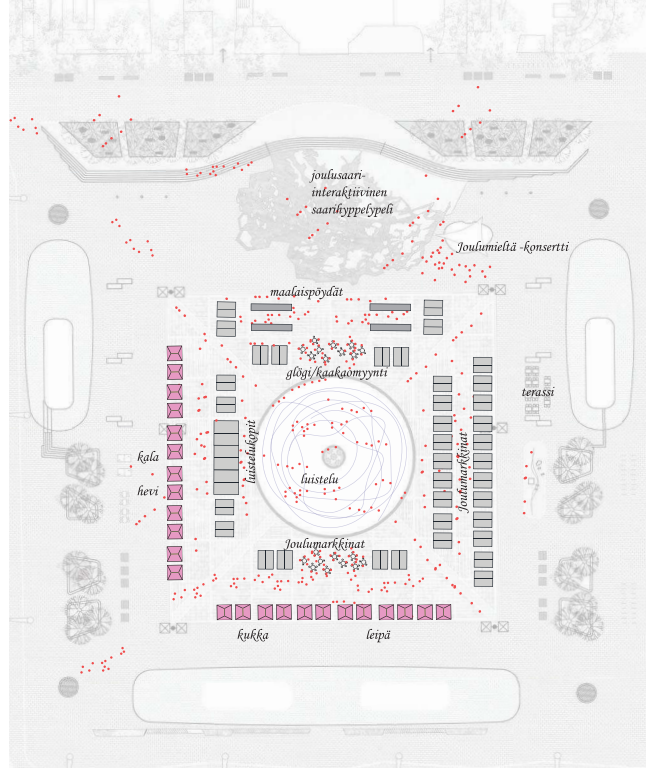 joulusaari-
interaktiivinen
saarihyppelypeli
Joulumieltä -konsertti
maalaispöydät
glögi/kaakaomyynti
terassi
kala
hevi
luistelukopit
luistelu
Joulumarkkinat
Joulumarkkinat
kukka
leipä